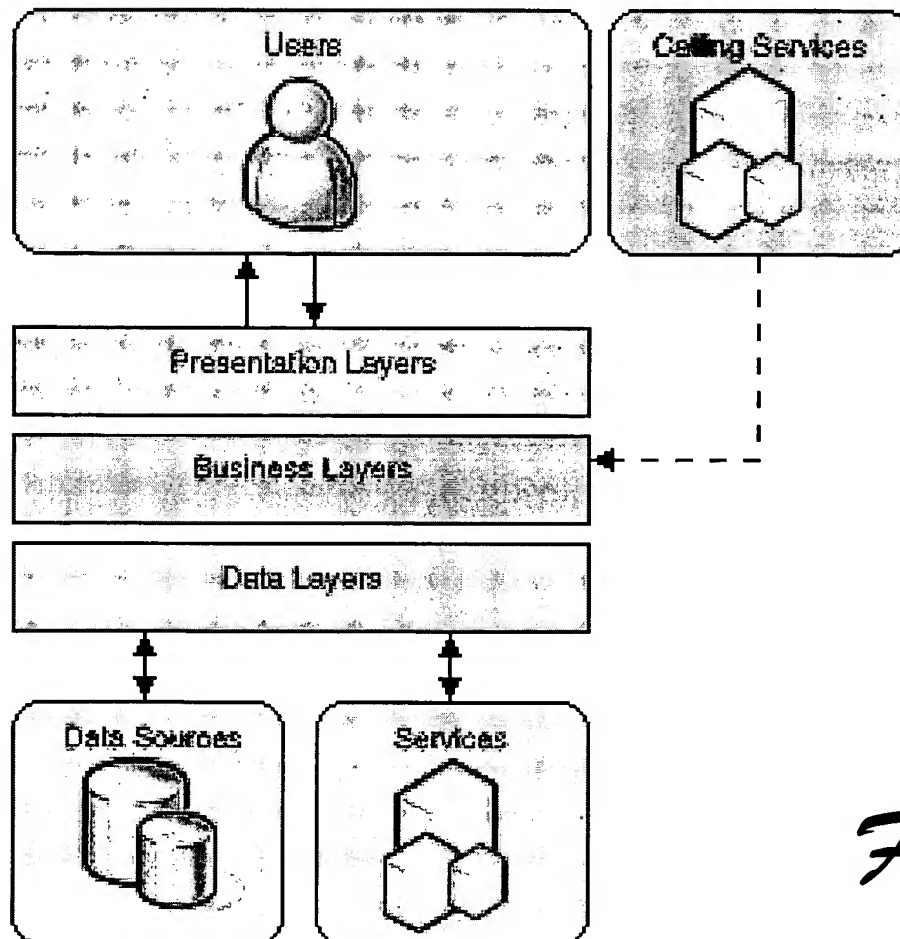 Users
Calling Services
Presentation Layers
Business Layers
Data Layers
Data Sources
Services